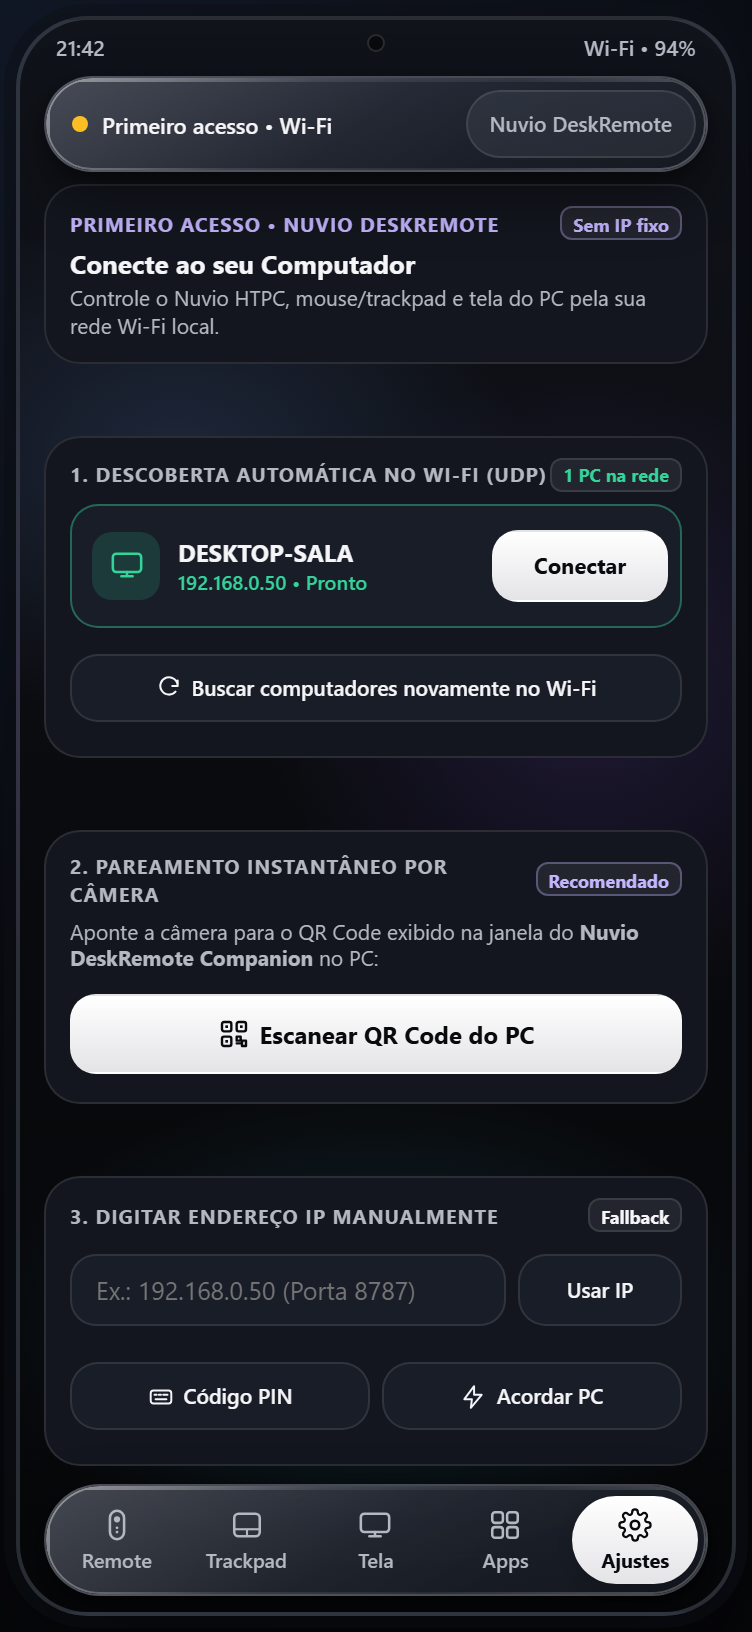 21:42
Wi-Fi • 94%
Primeiro acesso • Wi-Fi
Nuvio DeskRemote
PRIMEIRO ACESSO • NUVIO DESKREMOTE
Sem IP fixo
Conecte ao seu Computador
Controle o Nuvio HTPC, mouse/trackpad e tela do PC pela sua
rede Wi-Fi local.
1. DESCOBERTA AUTOMÁTICA NO WI-FI (UDP)
1 PC na rede
DESKTOP-SALA
192.168.0.50 • Pronto
Conectar
Buscar computadores novamente no Wi-Fi
2. PAREAMENTO INSTANTÂNEO POR
CÂMERA
Recomendado
Aponte a câmera para o QR Code exibido na janela do Nuvio
DeskRemote Companion no PC:
Escanear QR Code do PC
3. DIGITAR ENDEREÇO IP MANUALMENTE
Fallback
Ex.: 192.168.0.50 (Porta 8787)
Usar IP
Código PIN
Acordar PC
Remote
Trackpad
Tela
Apps
Ajustes